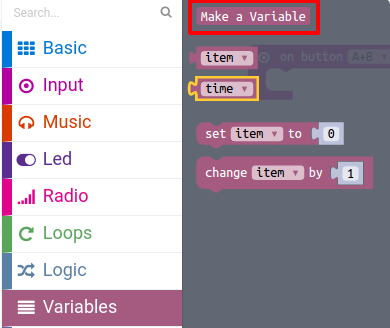 Search...
Basic
Input
Music
Led
Radio
Loops
Logic
Variables
Make a Variable
item
on button A+B
time
set item to 0
change item by 1